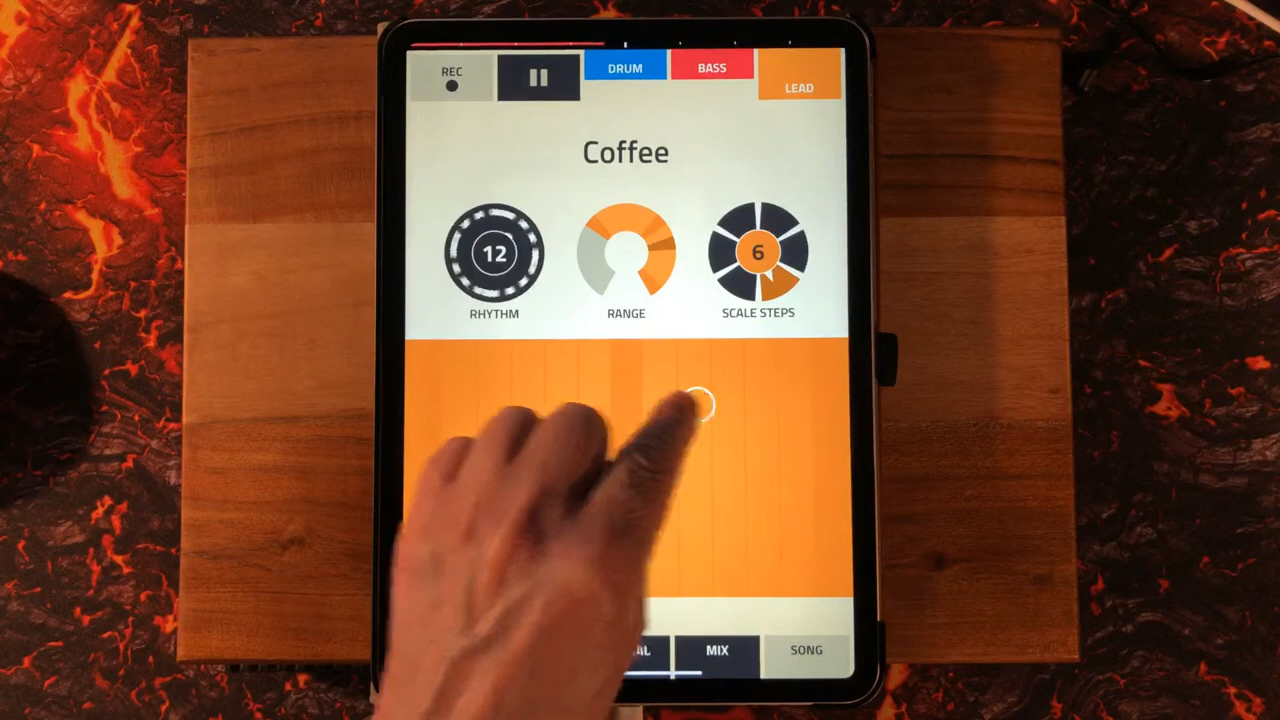 REC
DRUM
BASS
LEAD
Coffee
12
6
RHYTHM
RANGE
SCALE STEPS
MIX
SONG